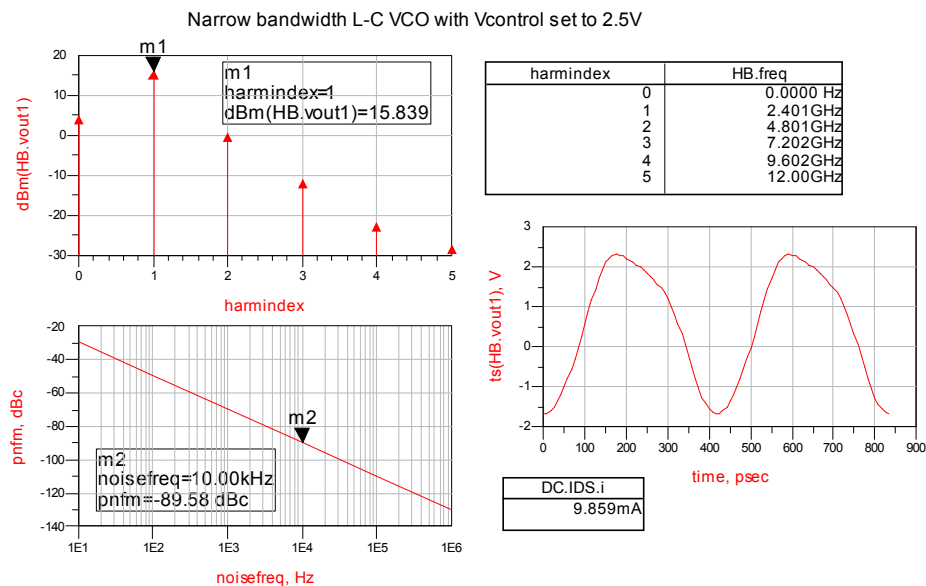 Narrow bandwidth L-C VCO with Vcontrol set to 2.5V
m1
m1
harmindex=1
dBm(HB.vout1)=15.839
20
10
0
-10
-20
-30
0 1 2 3 4 5
dBm(HB.vout1)
harmindex
harmindex HB.freq
0 0.0000 Hz
1 2.401GHz
2 4.801GHz
3 7.202GHz
4 9.602GHz
5 12.00GHz
3
2
1
0
-1
-2
0 100 200 300 400 500 600 700 800 900
ts(HB.vout1), V
time, psec
-20
-40
-60
-80
-100
-120
-140
1E1 1E2 1E3 1E4 1E5 1E6
pnfm, dBc
m2
m2
noisefreq=10.00kHz
pnfm=-89.58 dBc
noisefreq, Hz
DC.IDS.i
9.859mA